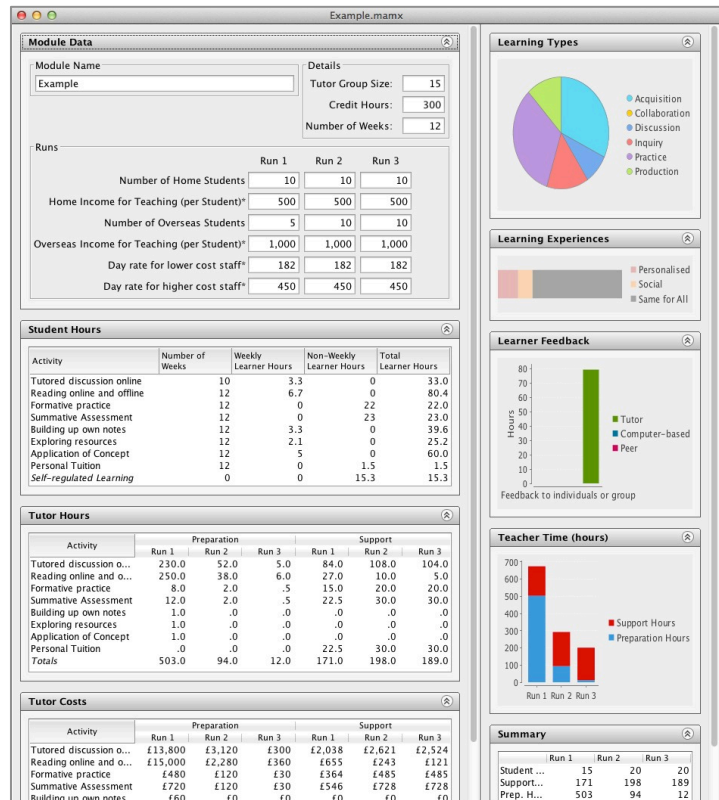 Example.mamx
Module Data
Module Name
Example
Details
Tutor Group Size: 15
Credit Hours: 300
Number of Weeks: 12
Runs
Run 1 Run 2 Run 3
Number of Home Students 10 10 10
Home Income for Teaching (per Student)* 500 500 500
Number of Overseas Students 5 10 10
Overseas Income for Teaching (per Student)* 1,000 1,000 1,000
Day rate for lower cost staff* 182 182 182
Day rate for higher cost staff* 450 450 450
Student Hours
Activity Number of Weeks Weekly Learner Hours Non-Weekly Learner Hours Total Learner Hours
Tutored discussion online 10 3.3 0 33.0
Reading online and offline 12 6.7 0 80.4
Formative practice 12 0 22 22.0
Summative Assessment 12 0 23 23.0
Building up own notes 12 3.3 0 39.6
Exploring resources 12 2.1 0 25.2
Application of Concept 12 5 0 60.0
Personal Tuition 12 0 1.5 1.5
Self-regulated Learning 0 0 15.3 15.3
Tutor Hours
Activity Preparation Support
Run 1 Run 2 Run 3 Run 1 Run 2 Run 3
Tutored discussion o... 230.0 52.0 5.0 84.0 108.0 104.0
Reading online and o... 250.0 38.0 6.0 27.0 10.0 5.0
Formative practice 8.0 2.0 .5 15.0 20.0 20.0
Summative Assessment 12.0 2.0 .5 22.5 30.0 30.0
Building up own notes 1.0 .0 .0 .0 .0 .0
Exploring resources 1.0 .0 .0 .0 .0 .0
Application of Concept 1.0 .0 .0 .0 .0 .0
Personal Tuition .0 .0 .0 22.5 30.0 30.0
Totals 503.0 94.0 12.0 171.0 198.0 189.0
Tutor Costs
Activity Preparation Support
Run 1 Run 2 Run 3 Run 1 Run 2 Run 3
Tutored discussion o... £13,800 £3,120 £300 £2,038 £2,621 £2,524
Reading online and o... £15,000 £2,280 £360 £655 £243 £121
Formative practice £480 £120 £30 £364 £485 £485
Summative Assessment £720 £120 £30 £546 £728 £728
Building up own notes £60 £0 £0 £0 £0 £0
Learning Types
Acquisition
Collaboration
Discussion
Inquiry
Practice
Production
Learning Experiences
Personalised
Social
Same for All
Learner Feedback
Hours
80
70
60
50
40
30
20
10
0
Tutor
Computer-based
Peer
Feedback to individuals or group
Teacher Time (hours)
700
600
500
400
300
200
100
0
Support Hours
Preparation Hours
Run 1 Run 2 Run 3
Summary
Run 1 Run 2 Run 3
Student ... 15 20 20
Support... 171 198 189
Prep. H... 503 94 12